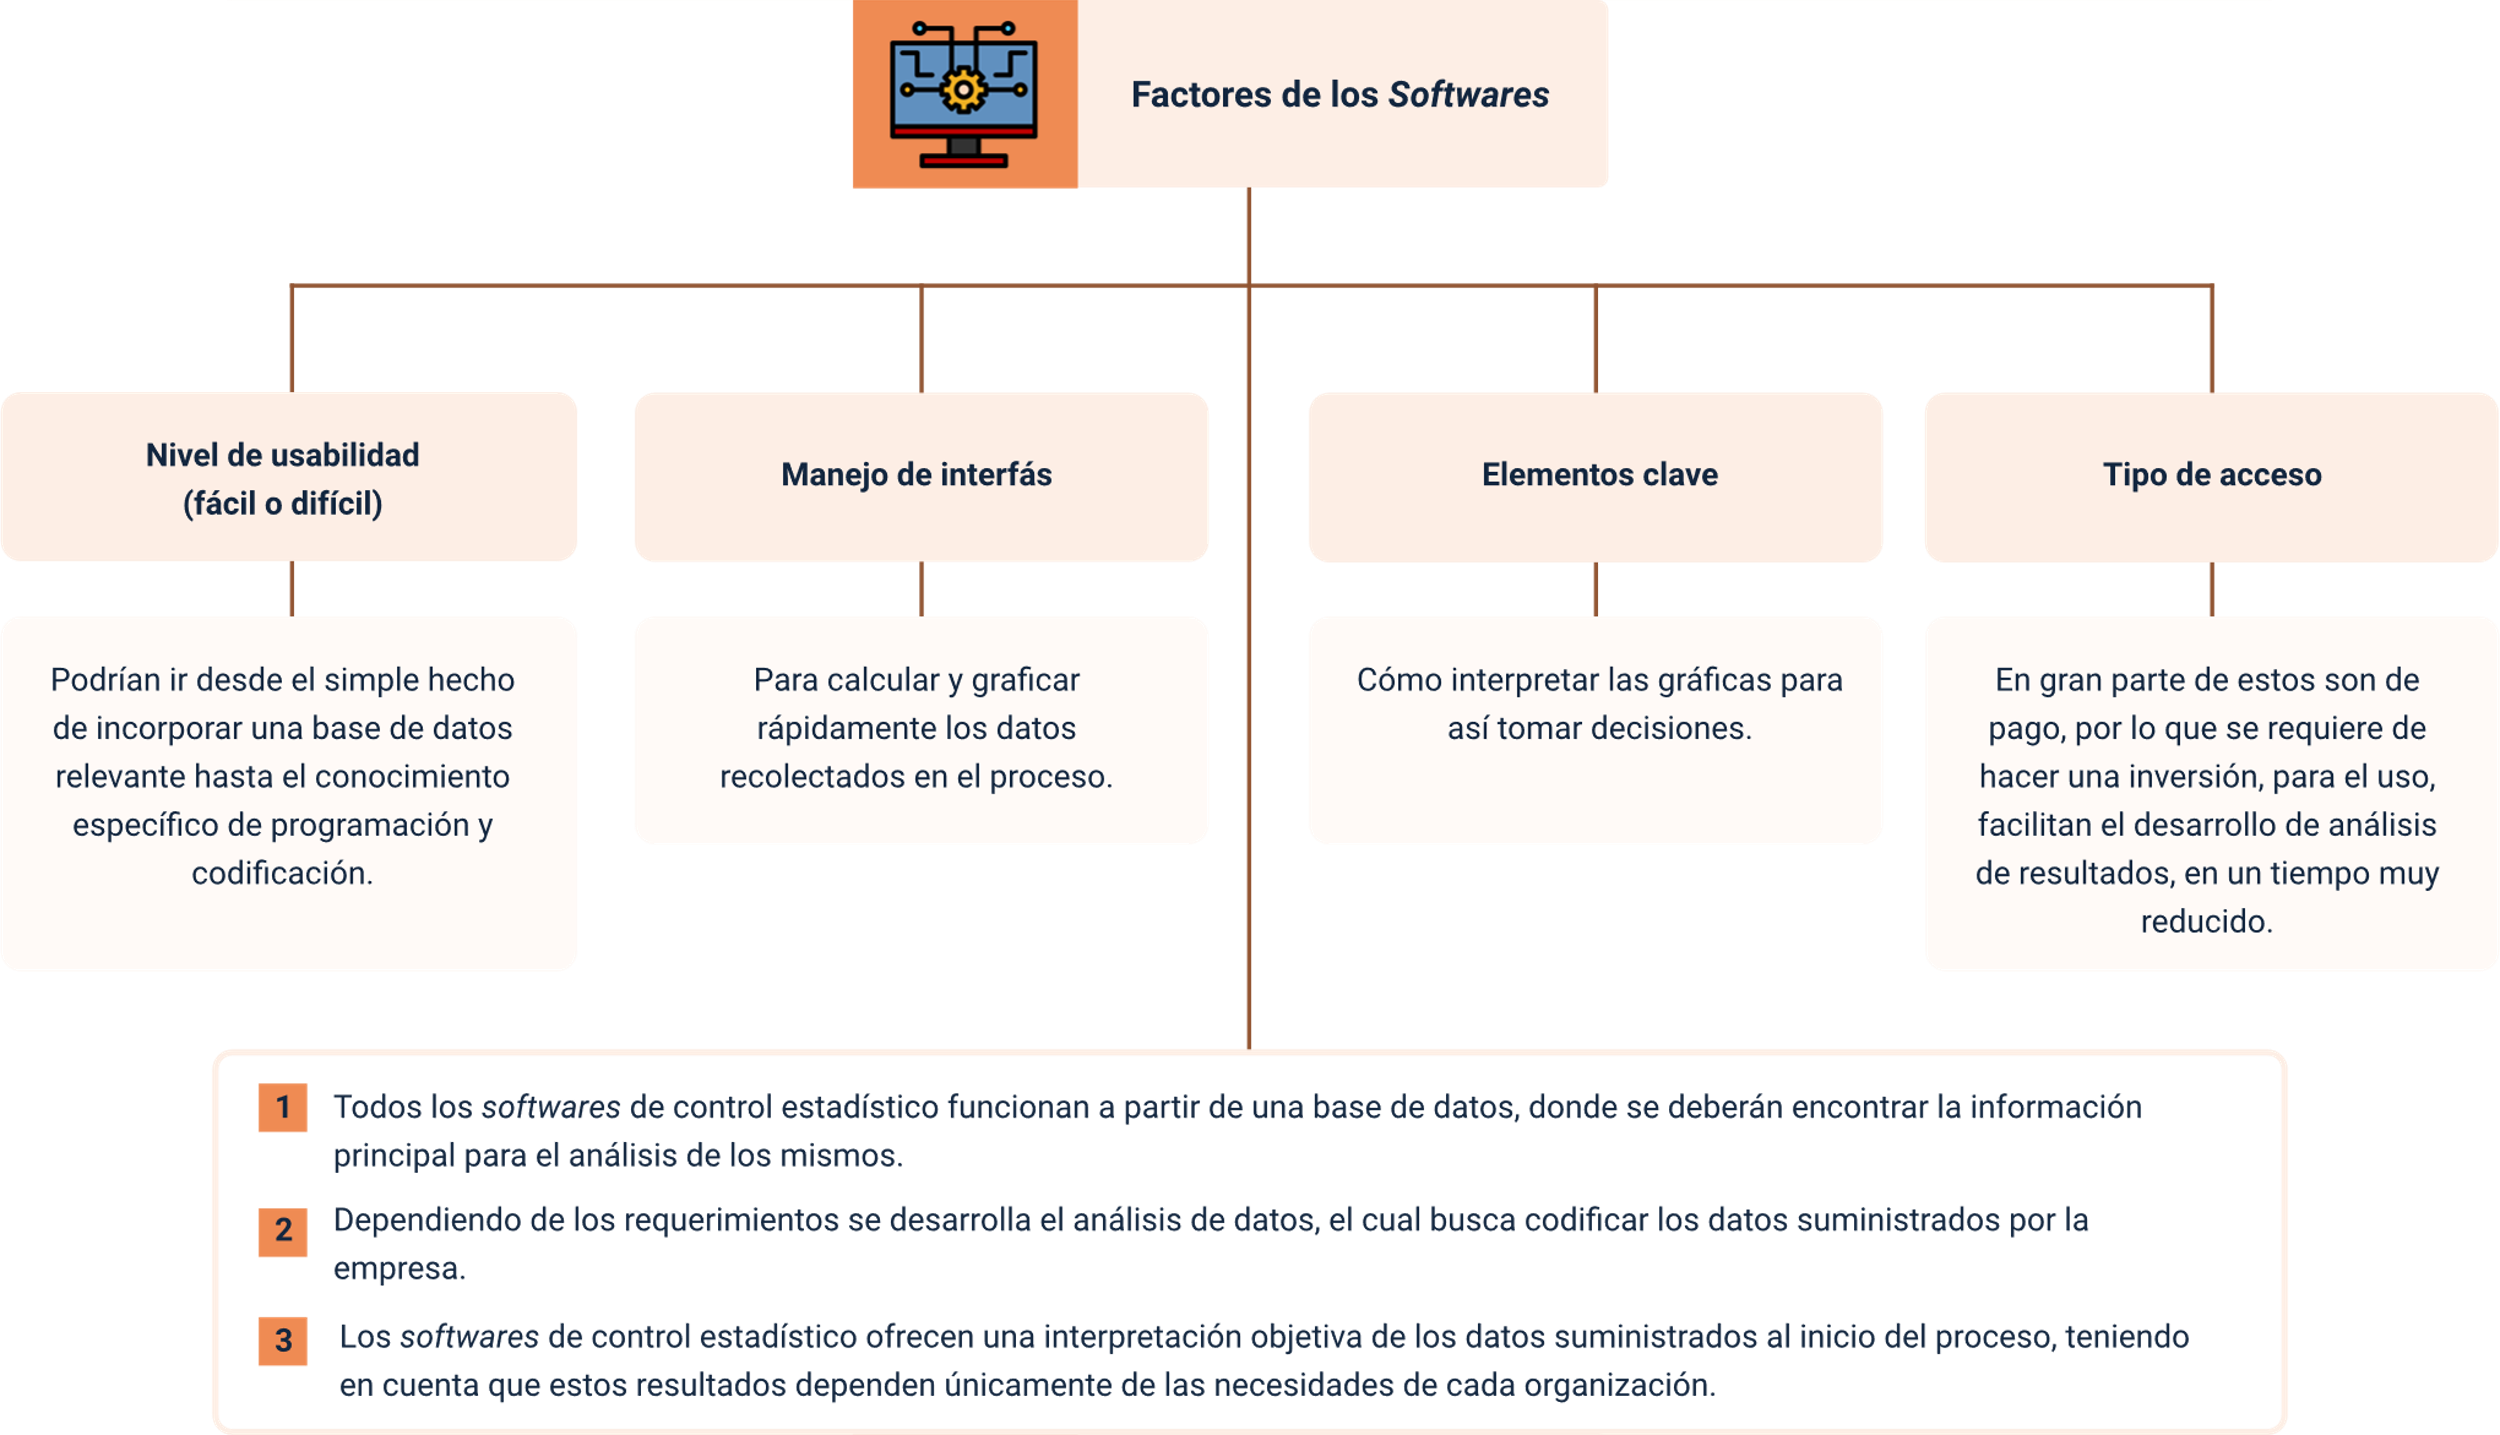 Factores de los Softwares
Nivel de usabilidad
(fácil o difícil)
Podrían ir desde el simple hecho
de incorporar una base de datos
relevante hasta el conocimiento
específico de programación y
codificación.
Manejo de interfás
Para calcular y graficar
rápidamente los datos
recolectados en el proceso.
Elementos clave
Cómo interpretar las gráficas para
así tomar decisiones.
Tipo de acceso
En gran parte de estos son de
pago, por lo que se requiere de
hacer una inversión, para el uso,
facilitan el desarrollo de análisis
de resultados, en un tiempo muy
reducido.
1 Todos los softwares de control estadístico funcionan a partir de una base de datos, donde se deberán encontrar la información
principal para el análisis de los mismos.
2 Dependiendo de los requerimientos se desarrolla el análisis de datos, el cual busca codificar los datos suministrados por la
empresa.
3 Los softwares de control estadístico ofrecen una interpretación objetiva de los datos suministrados al inicio del proceso, teniendo
en cuenta que estos resultados dependen únicamente de las necesidades de cada organización.